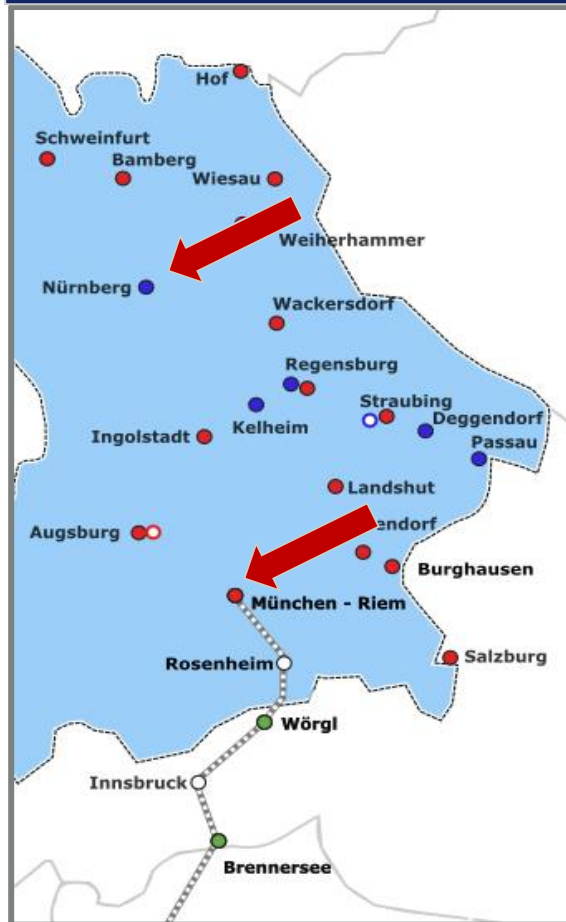 Hof
Schweinfurt
Bamberg
Wiesau
Weiherhammer
Nürnberg
Wackersdorf
Regensburg
Straubing
Kelheim
Deggendorf
Ingolstadt
Passau
Landshut
Augsburg
endorf
Burghausen
München - Riem
Rosenheim
Salzburg
Wörgl
Innsbruck
Brennersee